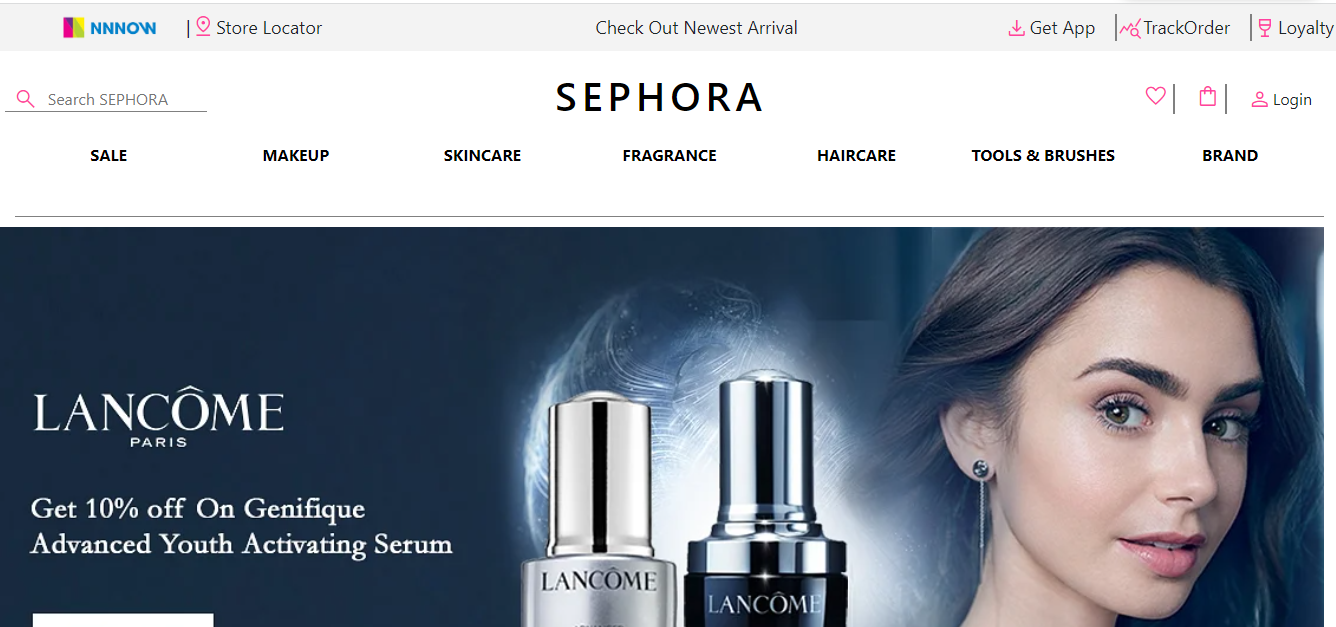 NNNOW
Store Locator
Check Out Newest Arrival
Get App
TrackOrder
Loyalty
Search SEPHORA
SEPHORA
Login
SALE
MAKEUP
SKINCARE
FRAGRANCE
HAIRCARE
TOOLS & BRUSHES
BRAND
LANCÔME
PARIS
Get 10% off On Genifique
Advanced Youth Activating Serum
LANCÔME
LANCÔME